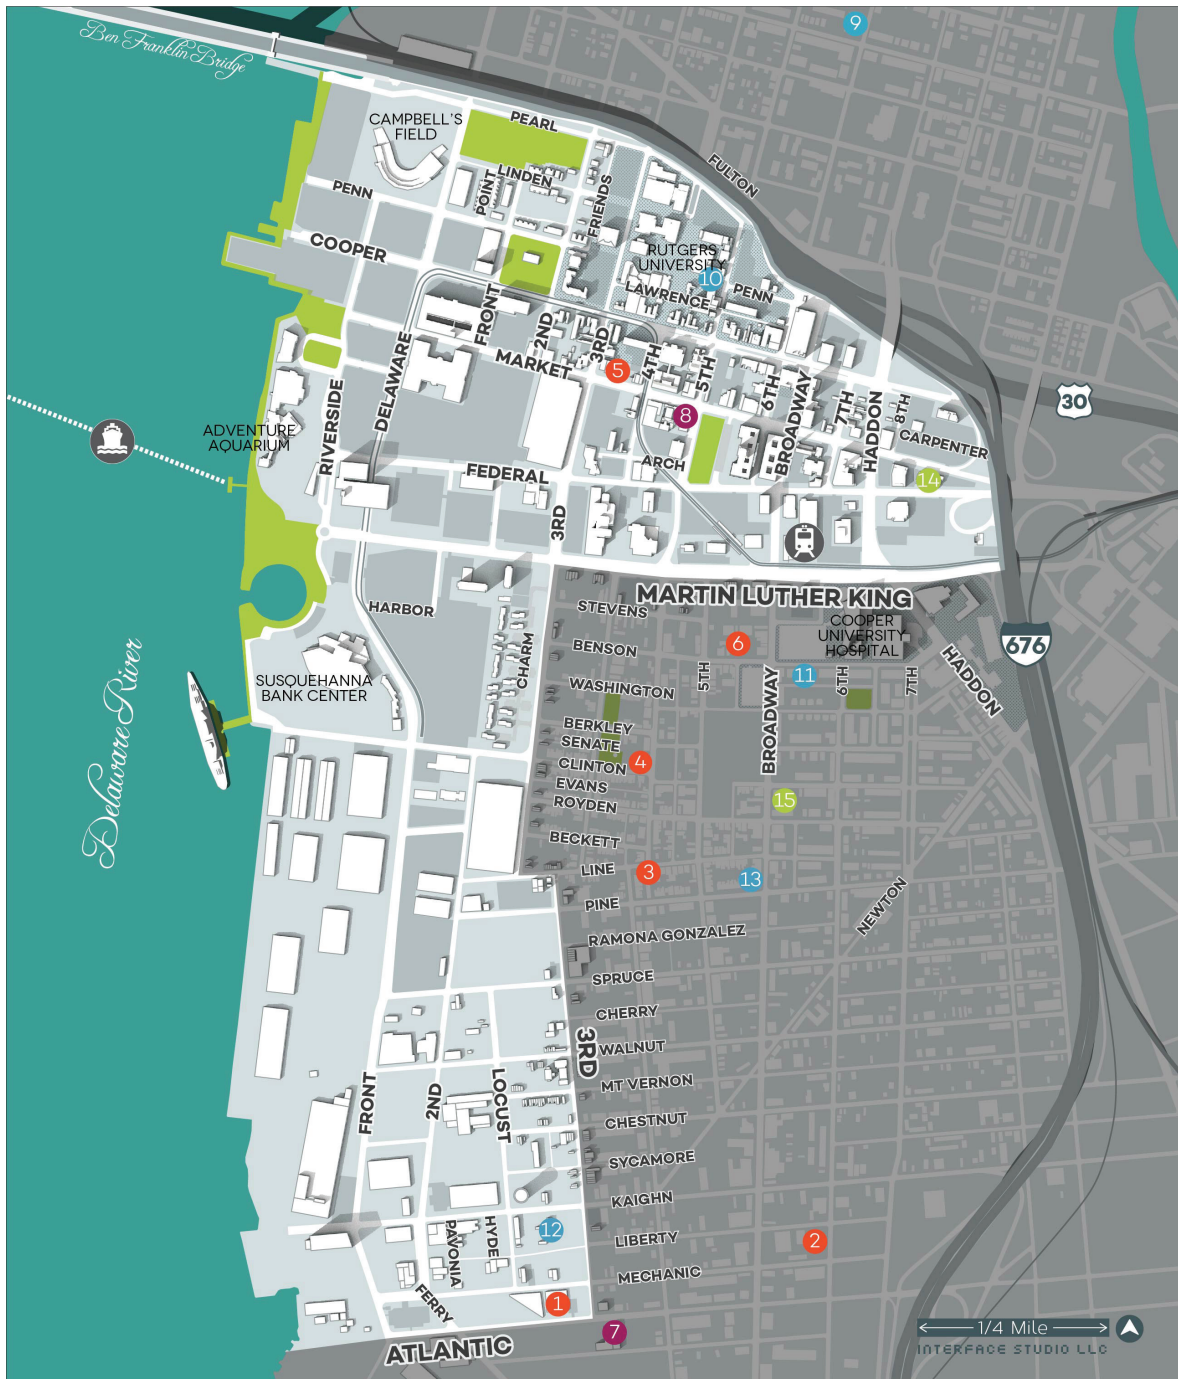 9
Ben Franklin Bridge
PEARL
CAMPBELL'S
FIELD
FULTON
LINDEN
POINT
PENN
FRIENDS
COOPER
RUTGERS
UNIVERSITY
10
PENN
LAWRENCE
FRONT
2ND
3RD
4TH
5TH
MARKET
5
DELAWARE
6TH
BROADWAY
7TH
HADDON
8TH
30
RIVERSIDE
8
CARPENTER
ADVENTURE
AQUARIUM
ARCH
FEDERAL
14
3RD
MARTIN LUTHER KING
HARBOR
STEVENS
COOPER
UNIVERSITY
HOSPITAL
6
676
CHARM
BENSON
5TH
11
6TH
7TH
HADDON
SUSQUEHANNA
BANK CENTER
WASHINGTON
BROADWAY
BERKLEY
SENATE
CLINTON
4
EVANS
ROYDEN
15
Delaware River
BECKETT
LINE
3
13
PINE
NEWTON
RAMONA GONZALEZ
SPRUCE
CHERRY
3RD
WALNUT
MT VERNON
FRONT
2ND
LOCUST
CHESTNUT
SYCAMORE
KAIGHN
PAVONIA
HYDE
12
LIBERTY
2
MECHANIC
FERRY
1
7
ATLANTIC
1/4 Mile
INTERFACE STUDIO LLC